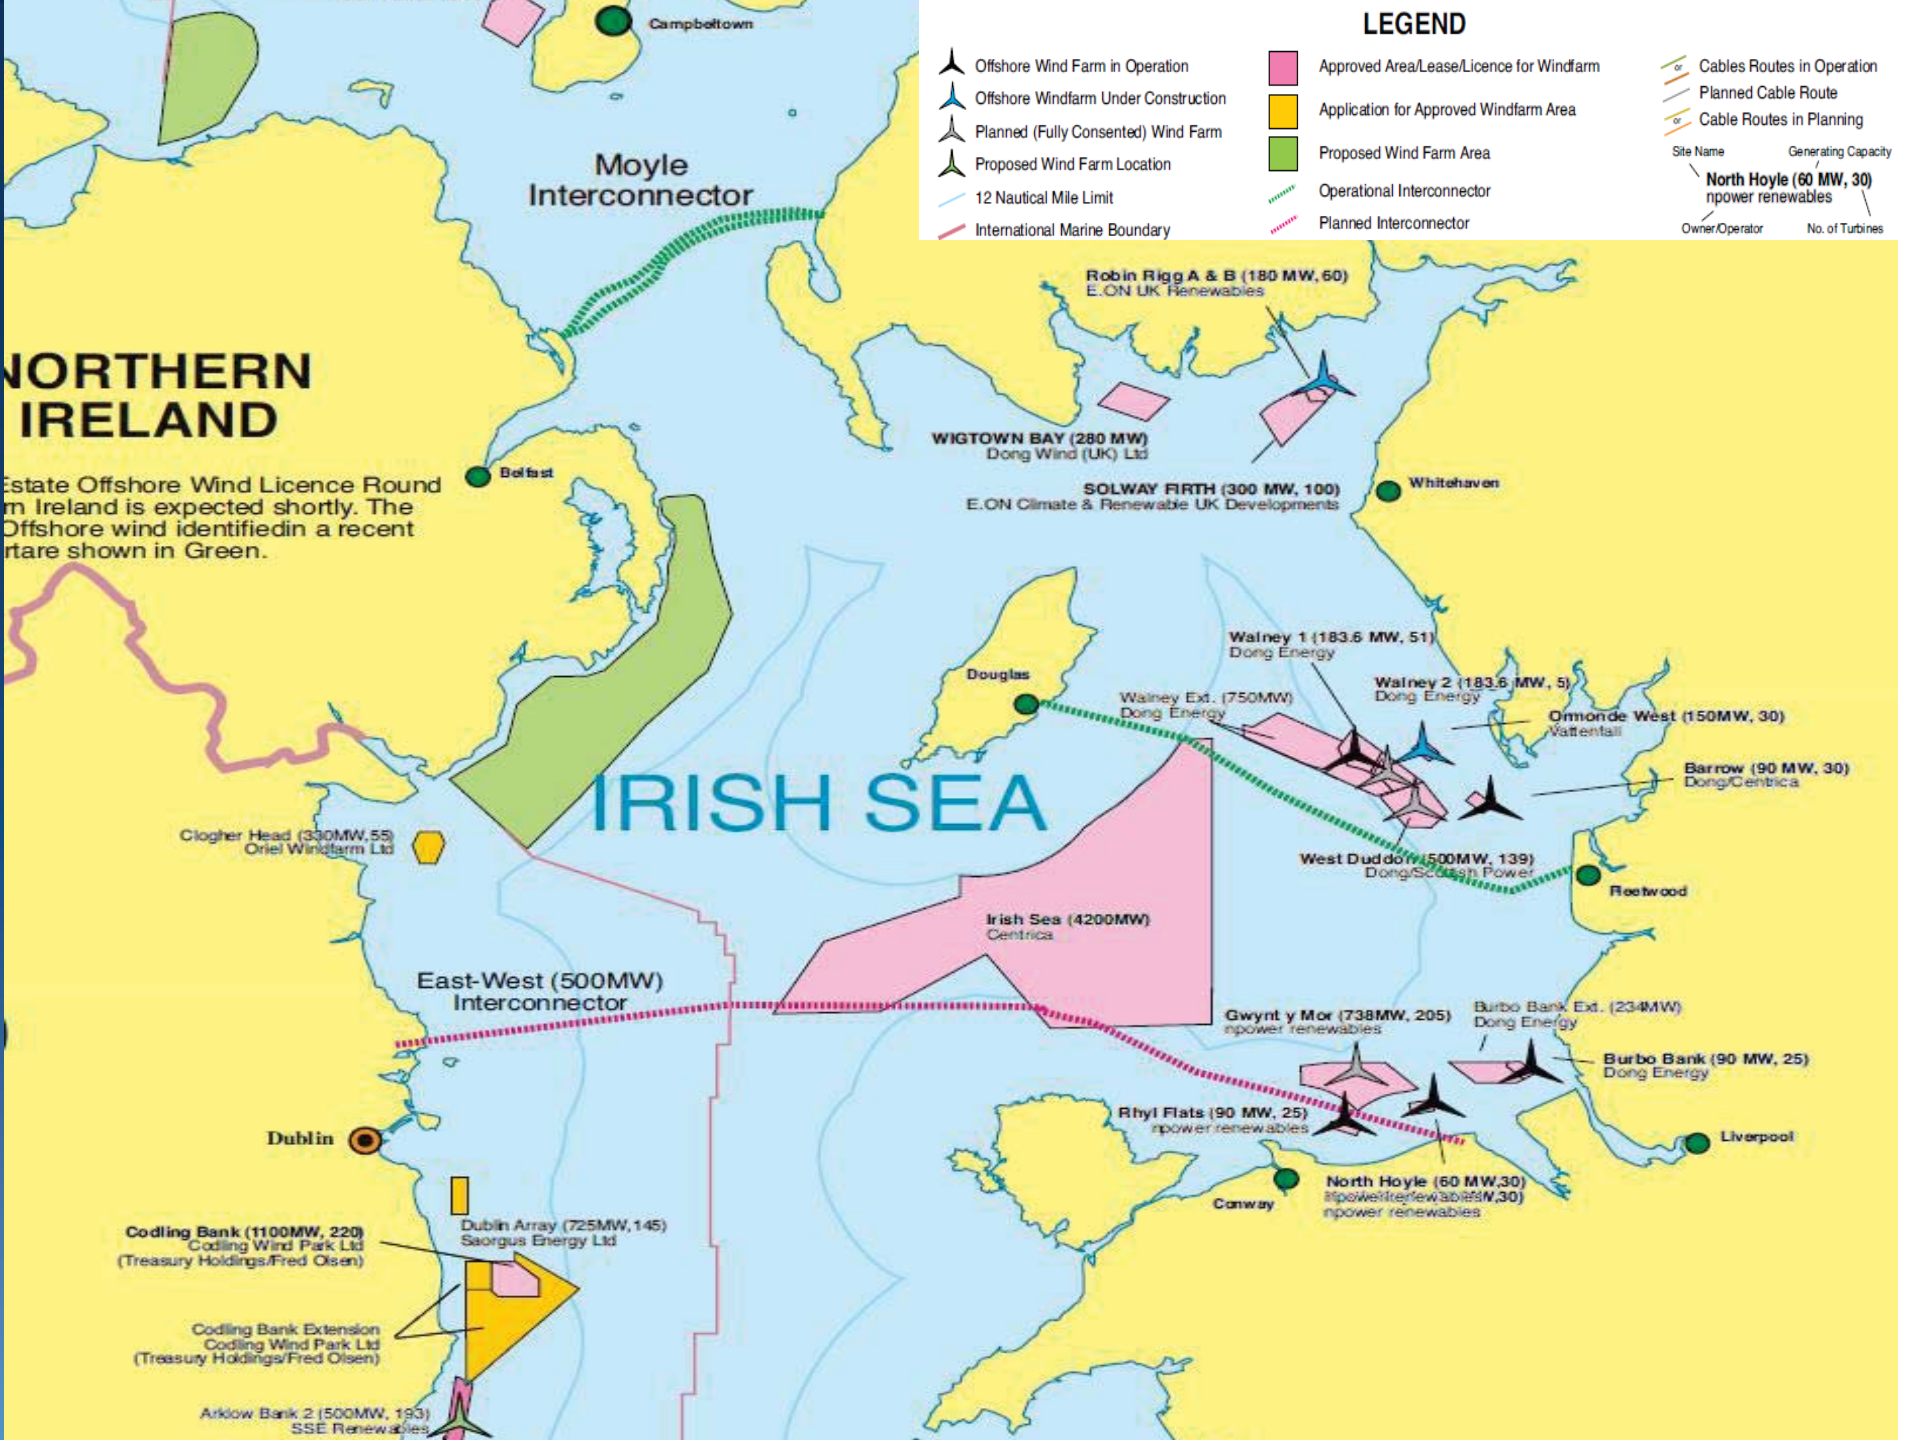 Campbeltown
LEGEND
Offshore Wind Farm in Operation
Offshore Windfarm Under Construction
Planned (Fully Consented) Wind Farm
Proposed Wind Farm Location
12 Nautical Mile Limit
International Marine Boundary
Approved Area/Lease/Licence for Windfarm
Application for Approved Windfarm Area
Proposed Wind Farm Area
Operational Interconnector
Planned Interconnector
or Cables Routes in Operation
Planned Cable Route
or Cable Routes in Planning
Site Name Generating Capacity
North Hoyle (60 MW, 30)
npower renewables
Owner/Operator No. of Turbines
Moyle
Interconnector
Robin Rigg A & B (180 MW, 60)
E.ON UK Renewables
NORTHERN
IRELAND
WIGTOWN BAY (280 MW)
Dong Wind (UK) Ltd
Belfast
Estate Offshore Wind Licence Round
rn Ireland is expected shortly. The
Offshore wind identifiedin a recent
rtare shown in Green.
SOLWAY FIRTH (300 MW, 100)
E.ON Climate & Renewable UK Developments
Whitehaven
Walney 1 (183.6 MW, 51)
Dong Energy
Douglas
Walney 2 (183.6 MW, 5)
Dong Energy
Walney Ext. (750MW)
Dong Energy
Ormonde West (150MW, 30)
Vattenfall
Barrow (90 MW, 30)
Dong/Centrica
IRISH SEA
Clogher Head (330MW,55)
Oriel Windfarm Ltd
West Duddon (500MW, 139)
Dong/Scottish Power
Fleetwood
Irish Sea (4200MW)
Centrica
East-West (500MW)
Interconnector
Gwynt y Mor (738MW, 205)
npower renewables
Burbo Bank Ext. (234MW)
Dong Energy
Burbo Bank (90 MW, 25)
Dong Energy
Rhyl Flats (90 MW, 25)
npower renewables
Dublin
Liverpool
Conway
North Hoyle (60 MW,30)
npower renewables
Dublin Array (725MW,145)
Saorgus Energy Ltd
Codling Bank (1100MW, 220)
Codling Wind Park Ltd
(Treasury Holdings/Fred Olsen)
Codling Bank Extension
Codling Wind Park Ltd
(Treasury Holdings/Fred Olsen)
Arklow Bank 2 (500MW, 193)
SSE Renewables